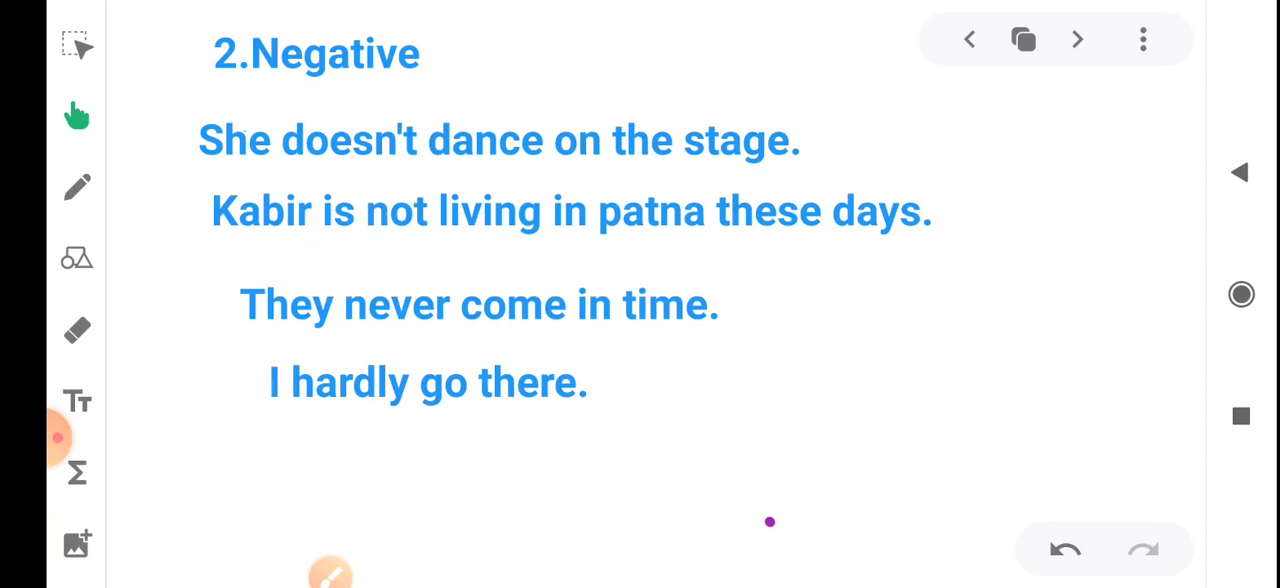 2.Negative
She doesn't dance on the stage.
Kabir is not living in patna these days.
They never come in time.
I hardly go there.